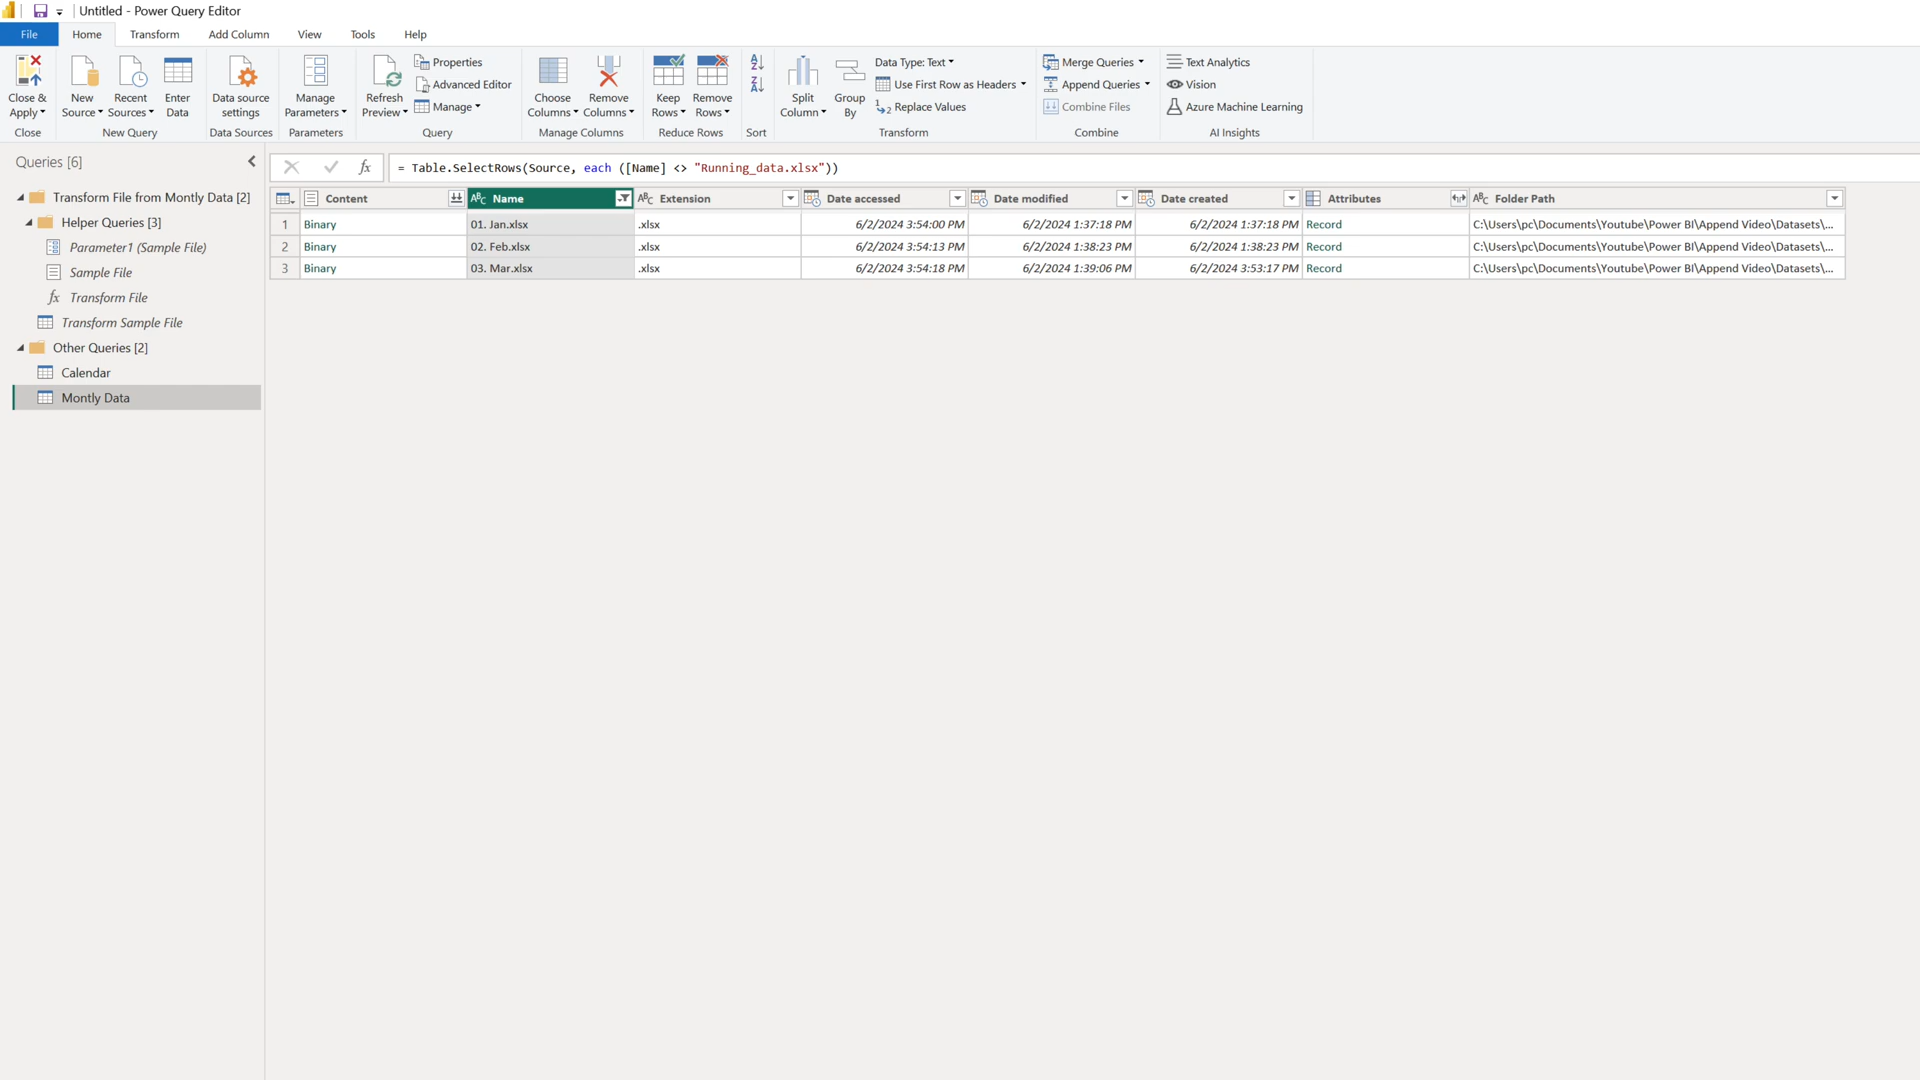 Untitled - Power Query Editor
File Home Transform Add Column View Tools Help
Close & Apply
Close
New Source
Recent Sources
Enter Data
New Query
Data source settings
Data Sources
Manage Parameters
Parameters
Refresh Preview
Properties
Advanced Editor
Manage
Query
Choose Columns
Remove Columns
Manage Columns
Keep Rows
Remove Rows
Reduce Rows
Sort
Split Column
Group By
Data Type: Text
Use First Row as Headers
Replace Values
Transform
Merge Queries
Append Queries
Combine Files
Combine
Text Analytics
Vision
Azure Machine Learning
AI Insights
Queries [6]
Transform File from Montly Data [2]
Helper Queries [3]
Parameter1 (Sample File)
Sample File
fx Transform File
Transform Sample File
Other Queries [2]
Calendar
Montly Data
fx = Table.SelectRows(Source, each ([Name] <> "Running_data.xlsx"))
Content ABC Name ABC Extension Date accessed Date modified Date created Attributes ABC Folder Path
1 Binary 01. Jan.xlsx .xlsx 6/2/2024 3:54:00 PM 6/2/2024 1:37:18 PM 6/2/2024 1:37:18 PM Record C:\Users\pc\Documents\Youtube\Power BI\Append Video\Datasets\...
2 Binary 02. Feb.xlsx .xlsx 6/2/2024 3:54:13 PM 6/2/2024 1:38:23 PM 6/2/2024 1:38:23 PM Record C:\Users\pc\Documents\Youtube\Power BI\Append Video\Datasets\...
3 Binary 03. Mar.xlsx .xlsx 6/2/2024 3:54:18 PM 6/2/2024 1:39:06 PM 6/2/2024 3:53:17 PM Record C:\Users\pc\Documents\Youtube\Power BI\Append Video\Datasets\...